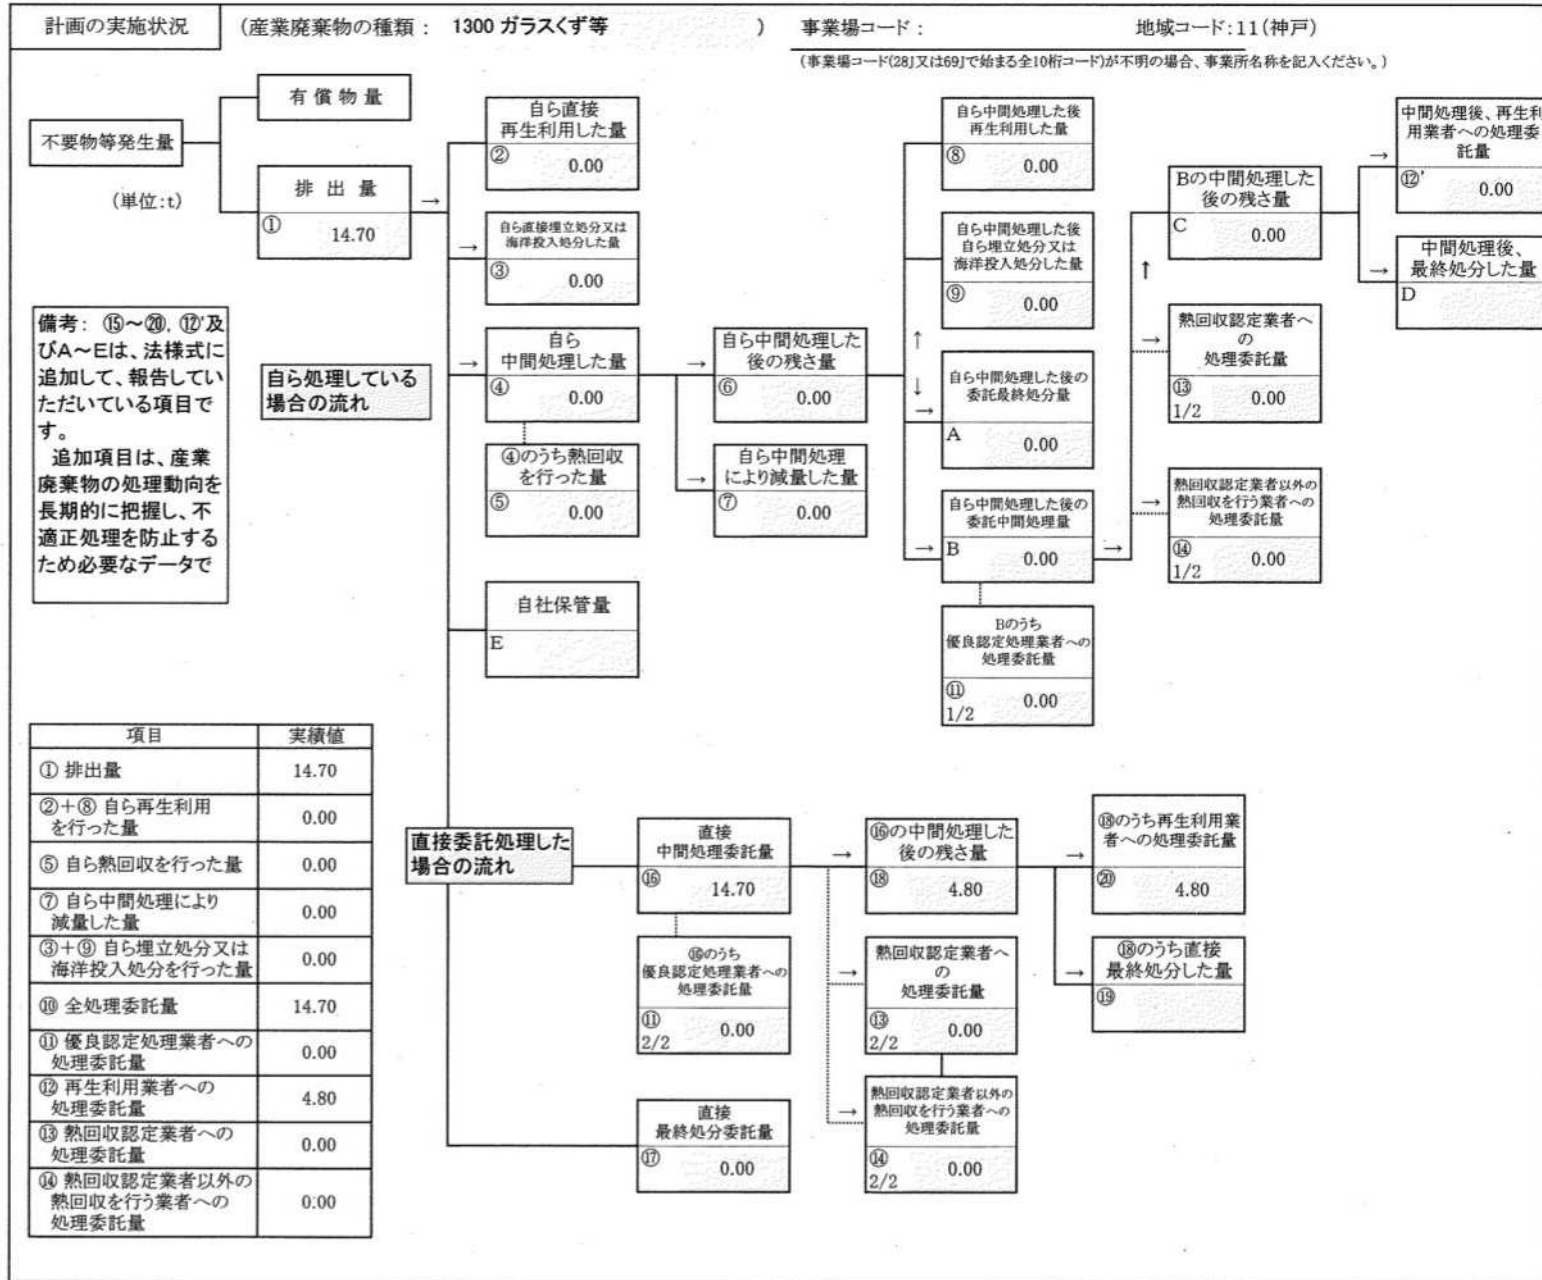 計画の実施状況
(産業廃棄物の種類： 1300 ガラスくず等 )
事業場コード：
地域コード：11(神戸)
(事業場コード(28｣又は69｣で始まる全10桁コード)が不明の場合、事業所名称を記入ください。)
不要物等発生量
(単位:t)
有償物量
排出量
① 14.70
→
自ら直接
再生利用した量
② 0.00
→
自ら直接埋立処分又は
海洋投入処分した量
③ 0.00
備考： ⑮～⑳, ⑫'及
びA～Eは、法様式に
追加して、報告してい
ただいている項目で
す。
追加項目は、産業
廃棄物の処理動向を
長期的に把握し、不
適正処理を防止する
ため必要なデータで
自ら処理している
場合の流れ
→
自ら
中間処理した量
④ 0.00
④のうち熱回収
を行った量
⑤ 0.00
→
自ら中間処理した
後の残さ量
⑥ 0.00
→
自ら中間処理
により減量した量
⑦ 0.00
自社保管量
E
自ら中間処理した後
再生利用した量
⑧ 0.00
自ら中間処理した後
自ら埋立処分又は
海洋投入処分した量
⑨ 0.00
↑
↓
→
自ら中間処理した後の
委託最終処分量
A 0.00
→
自ら中間処理した後の
委託中間処理量
B 0.00
→
Bのうち
優良認定処理業者への
処理委託量
⑪ 0.00
1/2
↑
Bの中間処理した
後の残さ量
C 0.00
→
熱回収認定業者へ
の
処理委託量
⑬ 0.00
1/2
→
熱回収認定業者以外の
熱回収を行う業者への
処理委託量
⑭ 0.00
1/2
→
中間処理後、再生利
用業者への処理委
託量
⑫' 0.00
→
中間処理後、
最終処分した量
D
項目 実績値
① 排出量 14.70
②＋⑧ 自ら再生利用
を行った量 0.00
⑤ 自ら熱回収を行った量 0.00
⑦ 自ら中間処理により
減量した量 0.00
③＋⑨ 自ら埋立処分又は
海洋投入処分を行った量 0.00
⑩ 全処理委託量 14.70
⑪ 優良認定処理業者への
処理委託量 0.00
⑫ 再生利用業者への
処理委託量 4.80
⑬ 熱回収認定業者への
処理委託量 0.00
⑭ 熱回収認定業者以外の
熱回収を行う業者への
処理委託量 0:00
直接委託処理した
場合の流れ
直接
中間処理委託量
⑯ 14.70
⑯のうち
優良認定処理業者への
処理委託量
⑪ 0.00
2/2
直接
最終処分委託量
⑰ 0.00
→
⑯の中間処理した
後の残さ量
⑱ 4.80
→
熱回収認定業者へ
の
処理委託量
⑬ 0.00
2/2
→
熱回収認定業者以外の
熱回収を行う業者への
処理委託量
⑭ 0.00
2/2
→
⑱のうち再生利用業
者への処理委託量
⑳ 4.80
→
⑱のうち直接
最終処分した量
⑲